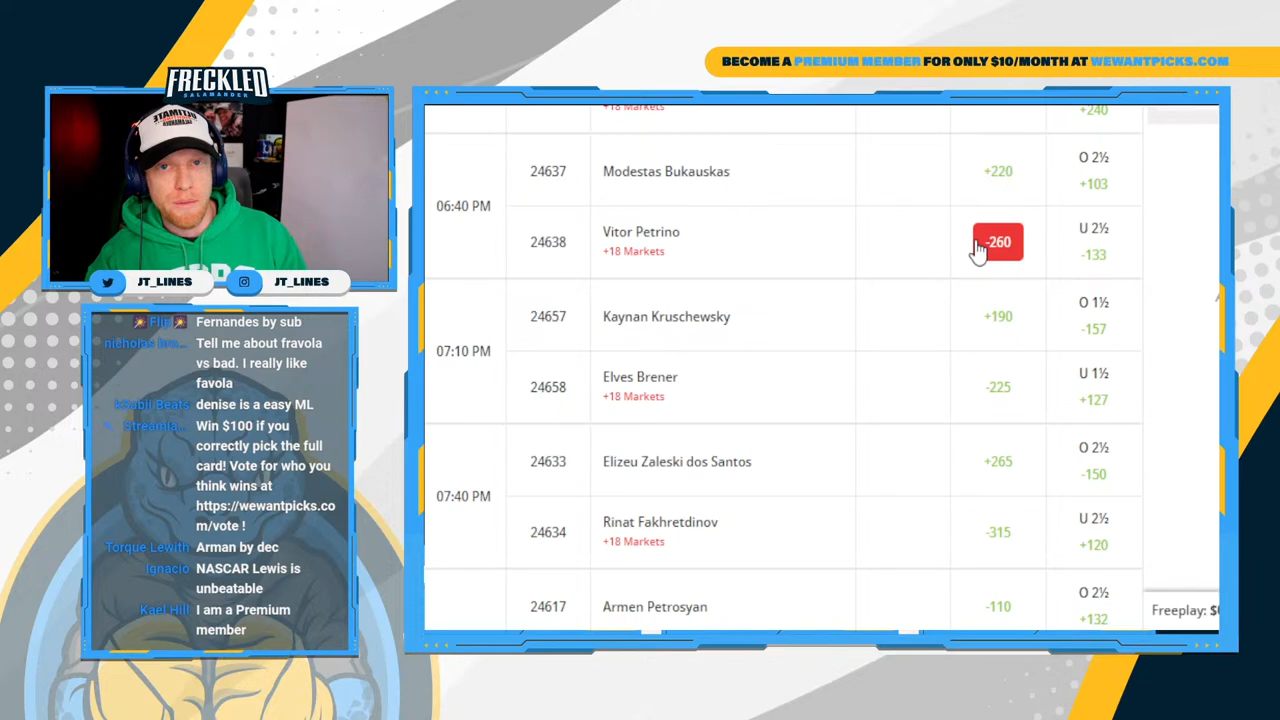 BECOME A PREMIUM MEMBER FOR ONLY $10/MONTH AT WEWANTPICKS.COM
FRECKLED
SALAMANDER
ULTIMATE
SALAMANDER
JT_LINES
JT_LINES
Flip Fernandes by sub
Tell me about fravola
vs bad. I really like
favola
Beats denise is a easy ML
Streamla... Win $100 if you
correctly pick the full
card! Vote for who you
think wins at
https://wewantpicks.co
m/vote !
Torque Lewith Arman by dec
Ignacio NASCAR Lewis is
unbeatable
Kael Hill I am a Premium
member
+18 Markets
+240
06:40 PM
24637 Modestas Bukauskas +220 O 2½ +103
24638 Vitor Petrino -260 U 2½ -133
+18 Markets
07:10 PM
24657 Kaynan Kruschewsky +190 O 1½ -157
24658 Elves Brener -225 U 1½ +127
+18 Markets
07:40 PM
24633 Elizeu Zaleski dos Santos +265 O 2½ -150
24634 Rinat Fakhretdinov -315 U 2½ +120
+18 Markets
24617 Armen Petrosyan -110 O 2½ +132
Freeplay: